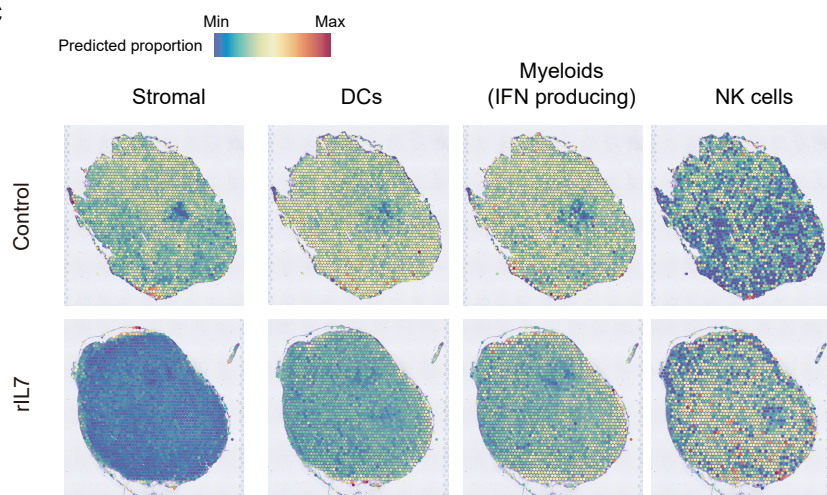 Min Max
Predicted proportion
Stromal
DCs
Myeloids
(IFN producing)
NK cells
Control
rIL7